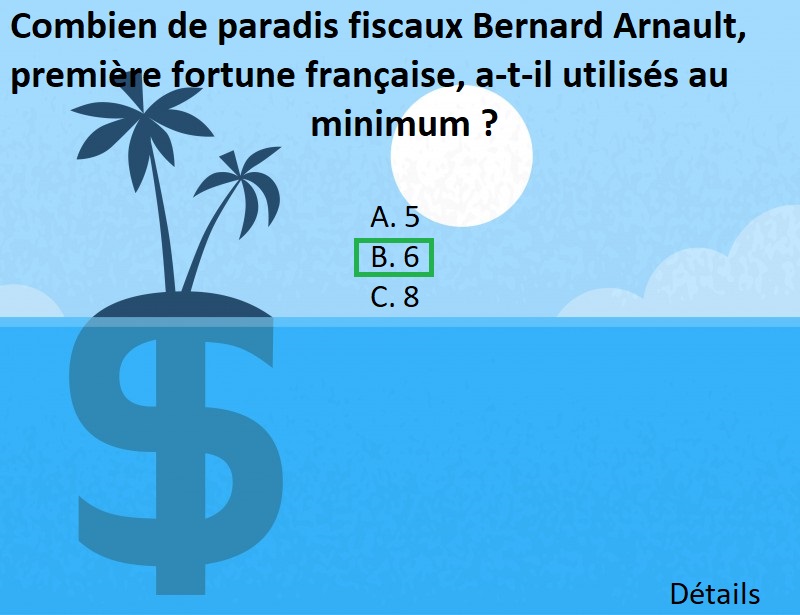 Combien de paradis fiscaux Bernard Arnault,
première fortune française, a-t-il utilisés au
minimum ?
A. 5
B. 6
C. 8
Détails